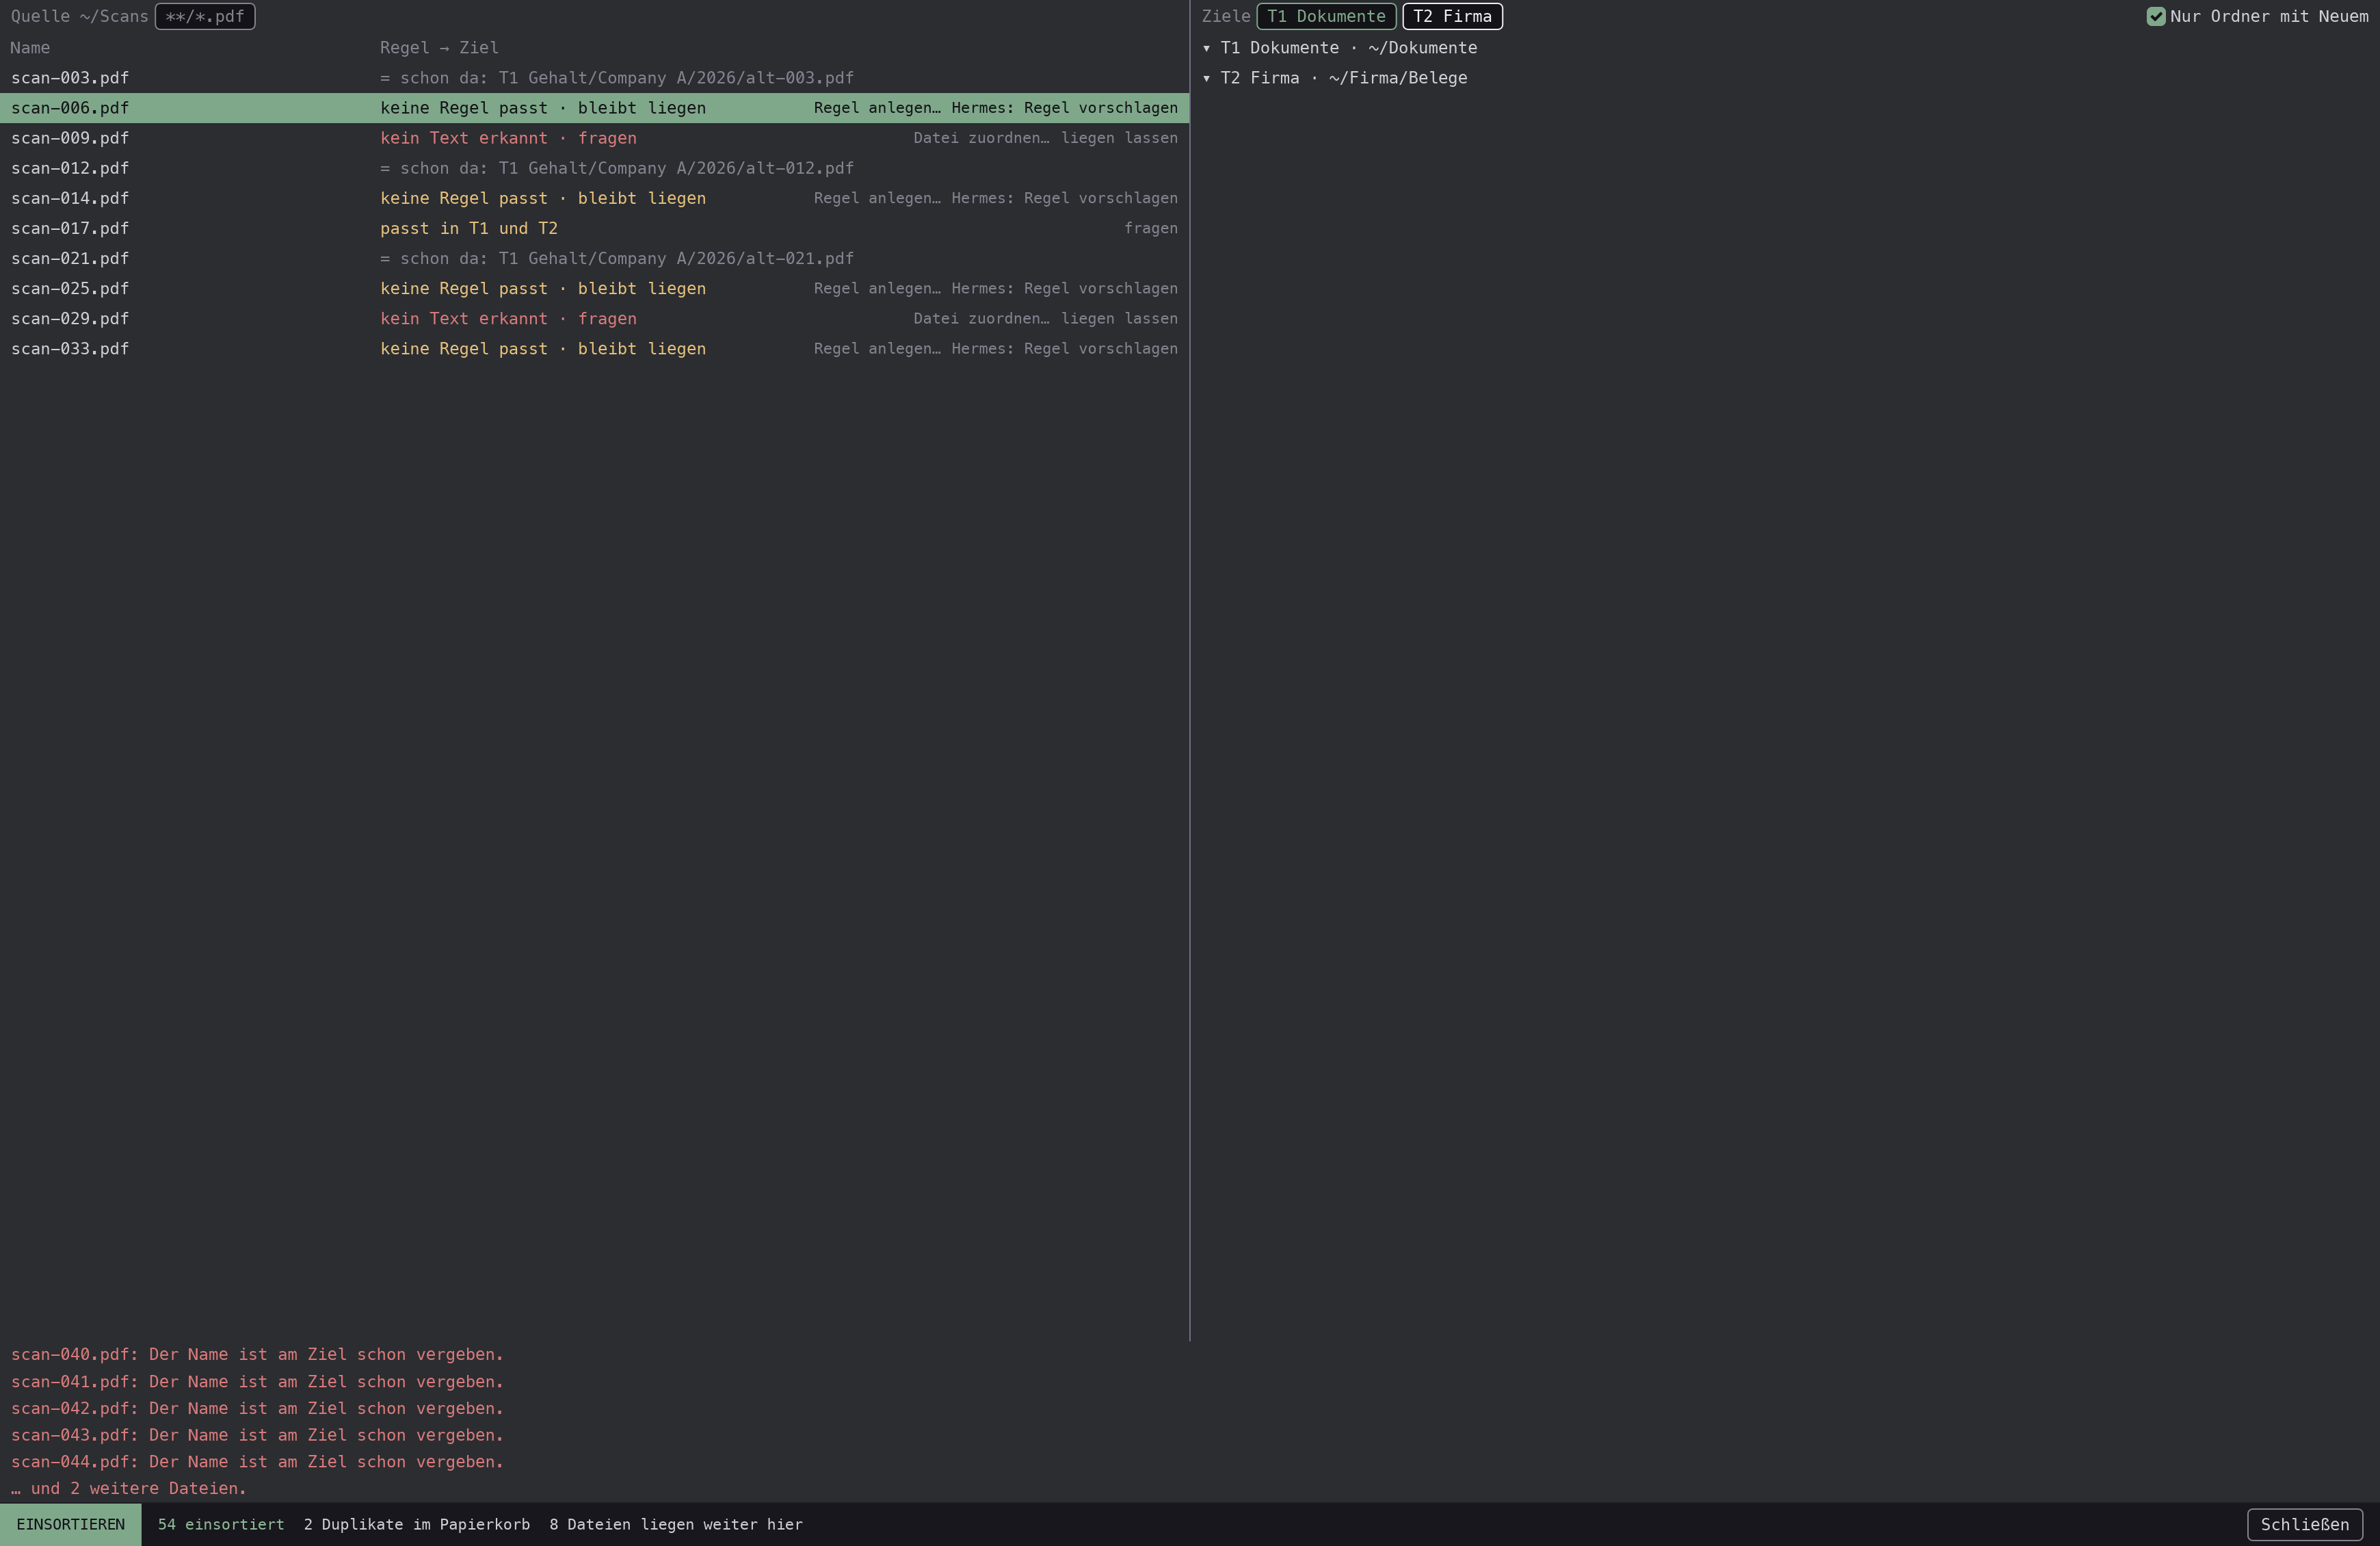 Quelle ~/Scans **/*.pdf
Name Regel → Ziel
scan-003.pdf = schon da: T1 Gehalt/Company A/2026/alt-003.pdf
scan-006.pdf keine Regel passt · bleibt liegen Regel anlegen… Hermes: Regel vorschlagen
scan-009.pdf kein Text erkannt · fragen Datei zuordnen… liegen lassen
scan-012.pdf = schon da: T1 Gehalt/Company A/2026/alt-012.pdf
scan-014.pdf keine Regel passt · bleibt liegen Regel anlegen… Hermes: Regel vorschlagen
scan-017.pdf passt in T1 und T2 fragen
scan-021.pdf = schon da: T1 Gehalt/Company A/2026/alt-021.pdf
scan-025.pdf keine Regel passt · bleibt liegen Regel anlegen… Hermes: Regel vorschlagen
scan-029.pdf kein Text erkannt · fragen Datei zuordnen… liegen lassen
scan-033.pdf keine Regel passt · bleibt liegen Regel anlegen… Hermes: Regel vorschlagen
Ziele T1 Dokumente T2 Firma Nur Ordner mit Neuem
▾ T1 Dokumente · ~/Dokumente
▾ T2 Firma · ~/Firma/Belege
scan-040.pdf: Der Name ist am Ziel schon vergeben.
scan-041.pdf: Der Name ist am Ziel schon vergeben.
scan-042.pdf: Der Name ist am Ziel schon vergeben.
scan-043.pdf: Der Name ist am Ziel schon vergeben.
scan-044.pdf: Der Name ist am Ziel schon vergeben.
… und 2 weitere Dateien.
EINSORTIEREN 54 einsortiert 2 Duplikate im Papierkorb 8 Dateien liegen weiter hier Schließen